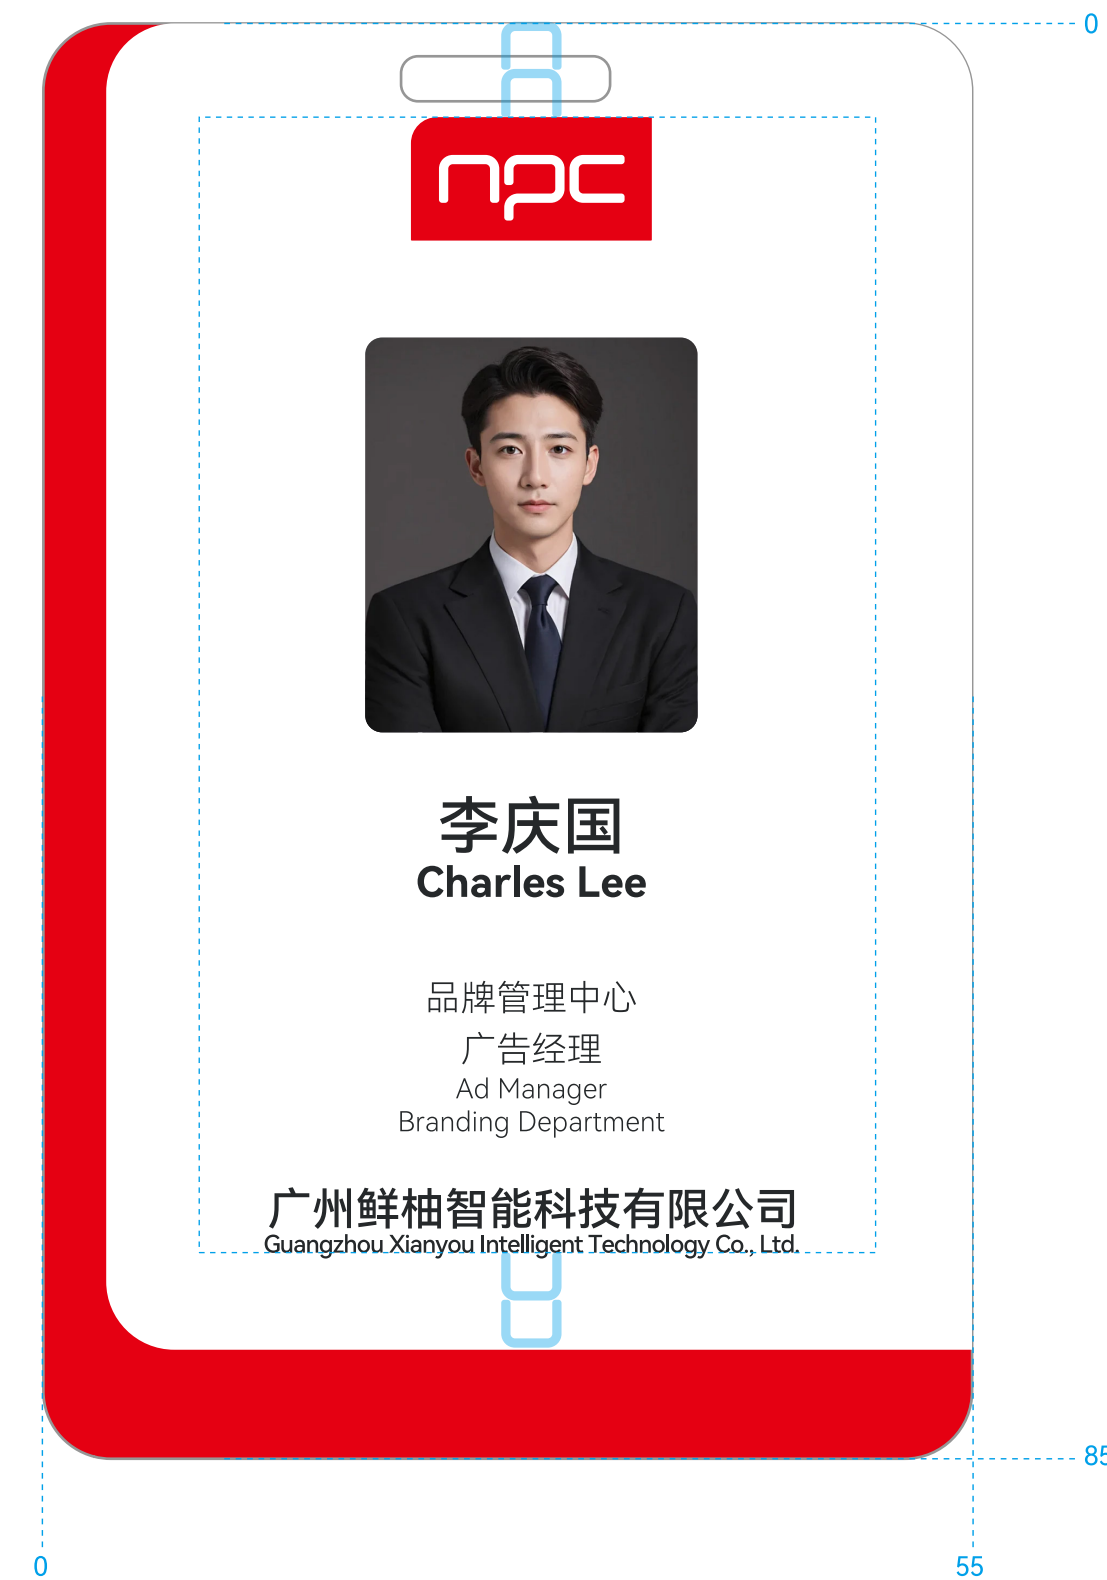 0
npc
李庆国
Charles Lee
品牌管理中心
广告经理
Ad Manager
Branding Department
广州鲜柚智能科技有限公司
Guangzhou Xianyou Intelligent Technology Co., Ltd.
85
0
55